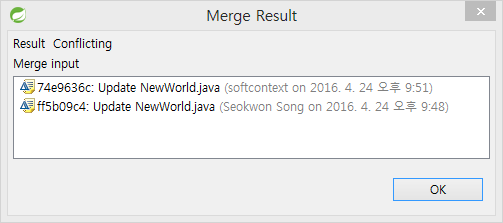 Merge Result
Result Conflicting
Merge input
74e9636c: Update NewWorld.java (softcontext on 2016. 4. 24 오후 9:51)
ff5b09c4: Update NewWorld.java (Seokwon Song on 2016. 4. 24 오후 9:48)
OK